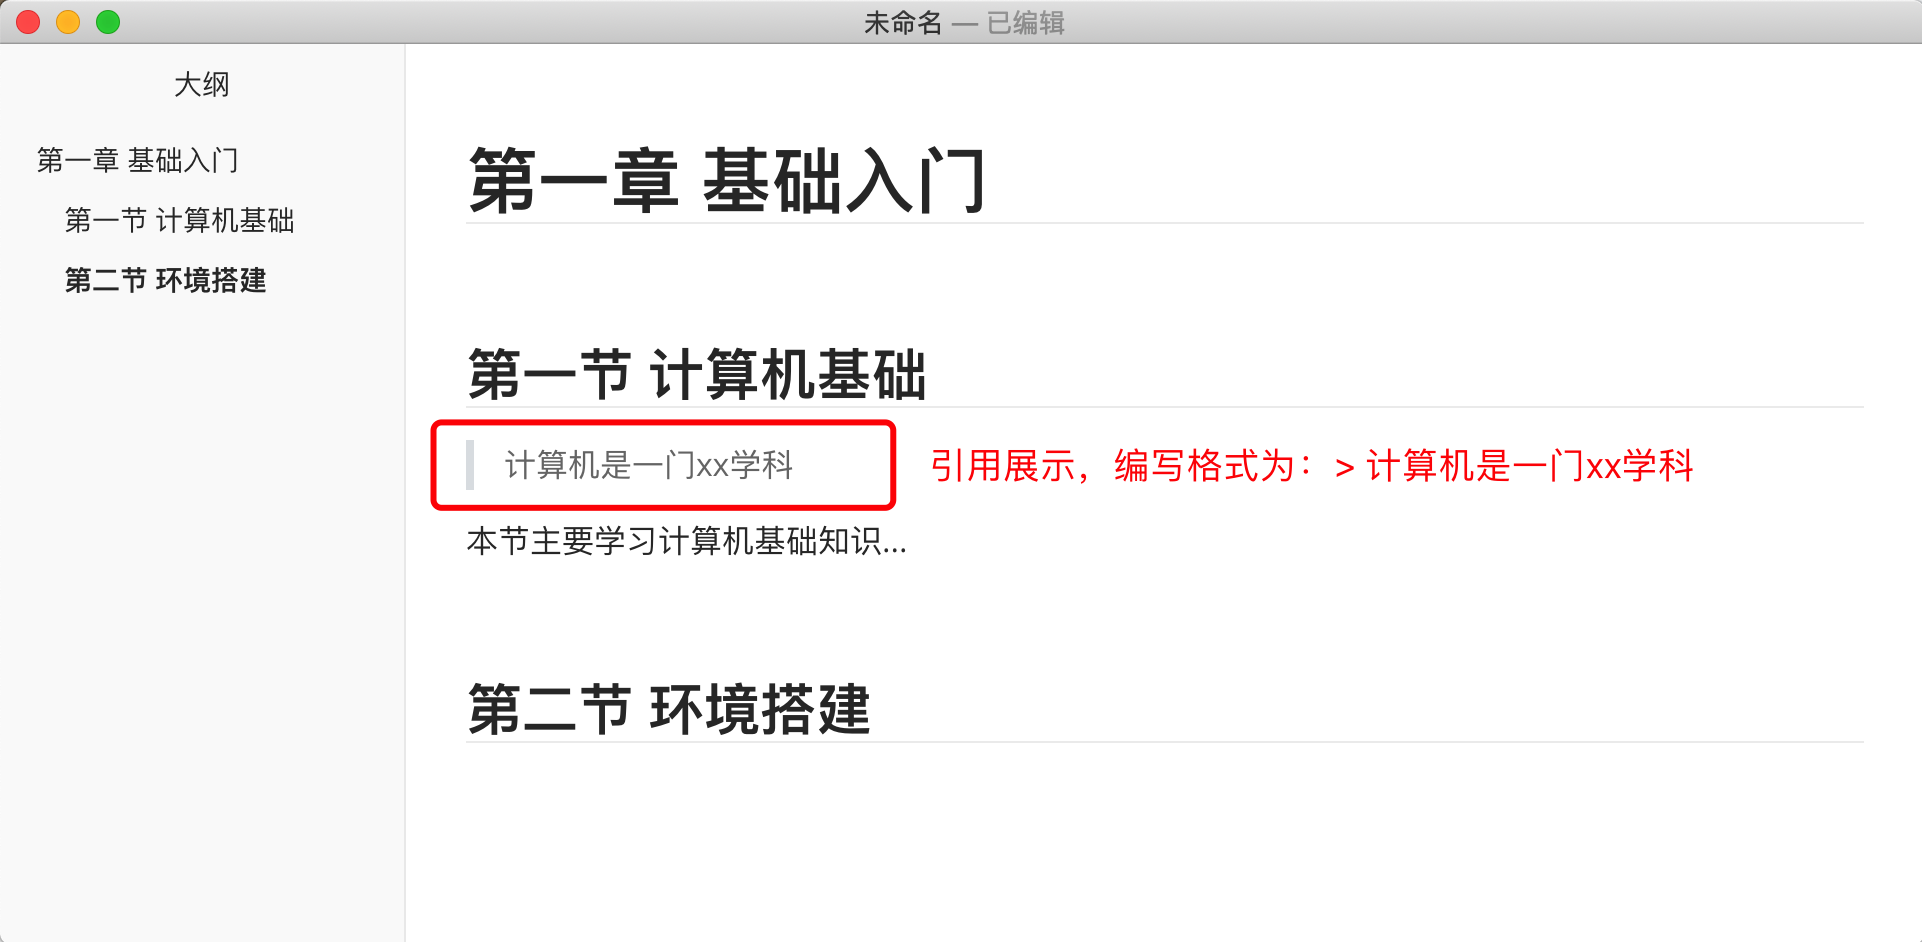 未命名 — 已编辑
大纲
第一章 基础入门
第一节 计算机基础
第二节 环境搭建
第一章 基础入门
第一节 计算机基础
计算机是一门xx学科
引用展示，编写格式为：> 计算机是一门xx学科
本节主要学习计算机基础知识...
第二节 环境搭建